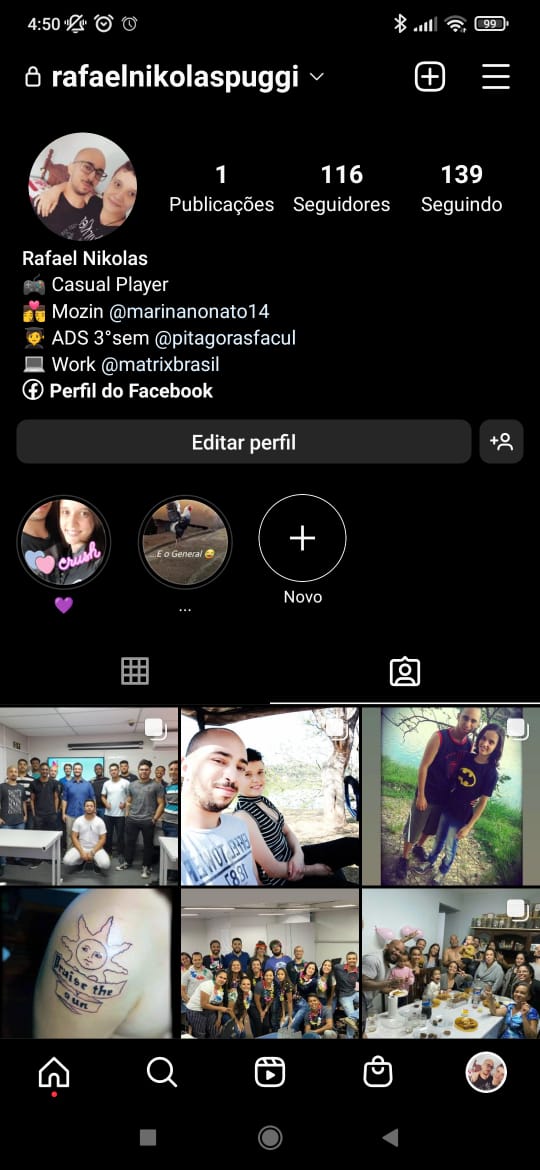 4:50
99
rafaelnikolaspuggi
1 116 139
Publicações Seguidores Seguindo
Rafael Nikolas
🎮 Casual Player
💏 Mozin @marinanonato14
👨‍🎓 ADS 3°sem @pitagorasfacul
💻 Work @matrixbrasil
Perfil do Facebook
Editar perfil
crush
...E o General 😂
💜
...
Novo
Praise the
sun